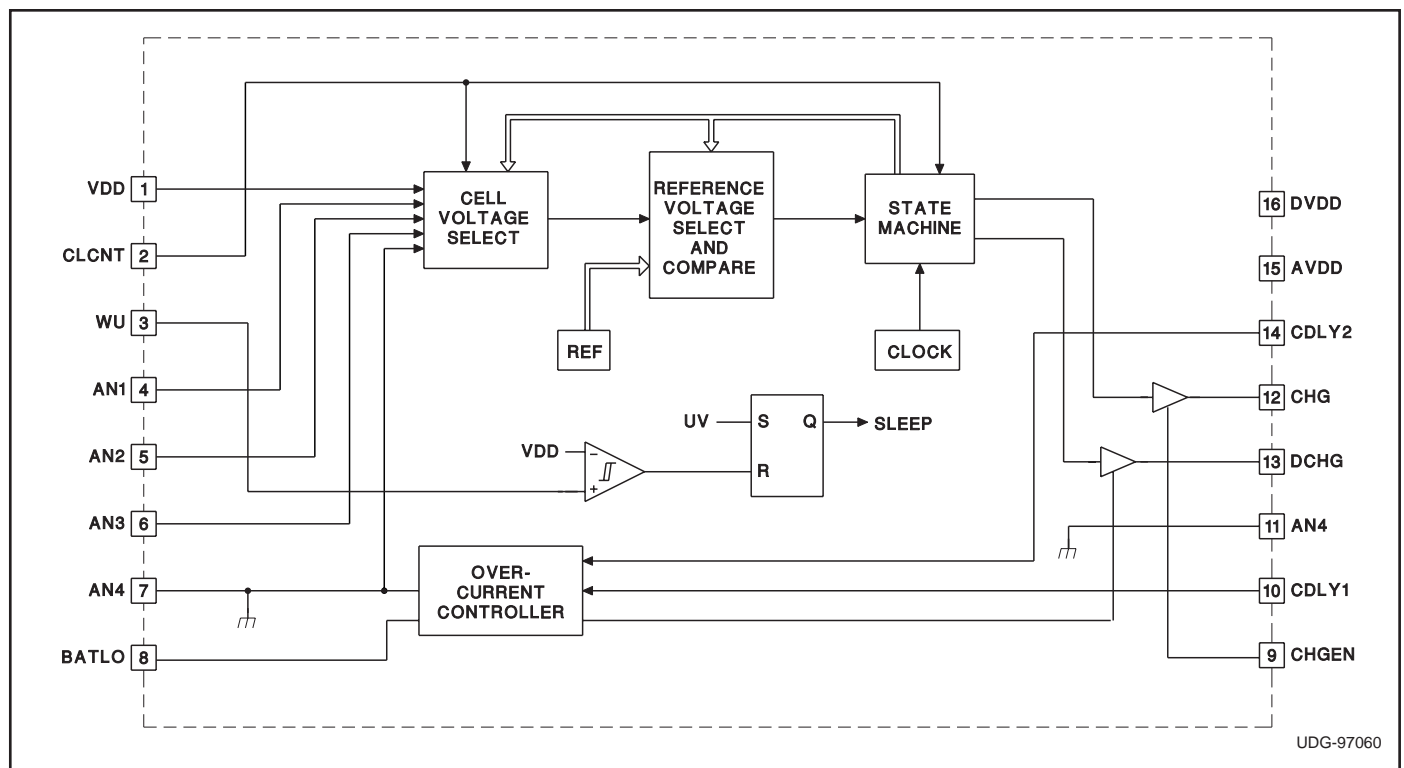 VDD 1
CLCNT 2
WU 3
AN1 4
AN2 5
AN3 6
AN4 7
BATLO 8
CELL
VOLTAGE
SELECT
REFERENCE
VOLTAGE
SELECT
AND
COMPARE
STATE
MACHINE
REF
CLOCK
UV
S Q
R
SLEEP
VDD
-
+
OVER-
CURRENT
CONTROLLER
16 DVDD
15 AVDD
14 CDLY2
12 CHG
13 DCHG
11 AN4
10 CDLY1
9 CHGEN
UDG-97060